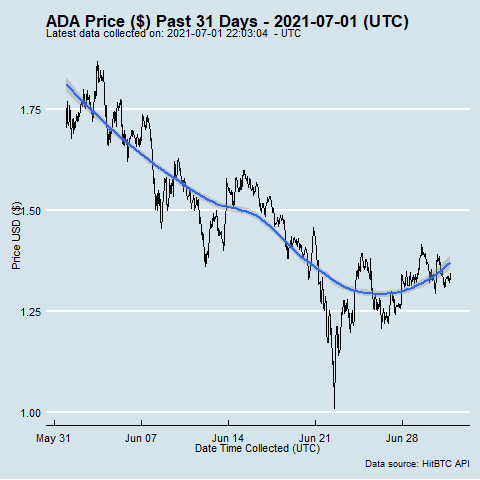 ADA Price ($) Past 31 Days - 2021-07-01 (UTC)
Latest data collected on: 2021-07-01 22:03:04 - UTC
Price USD ($)
1.75
1.50
1.25
1.00
May 31 Jun 07 Jun 14 Jun 21 Jun 28
Date Time Collected (UTC)
Data source: HitBTC API